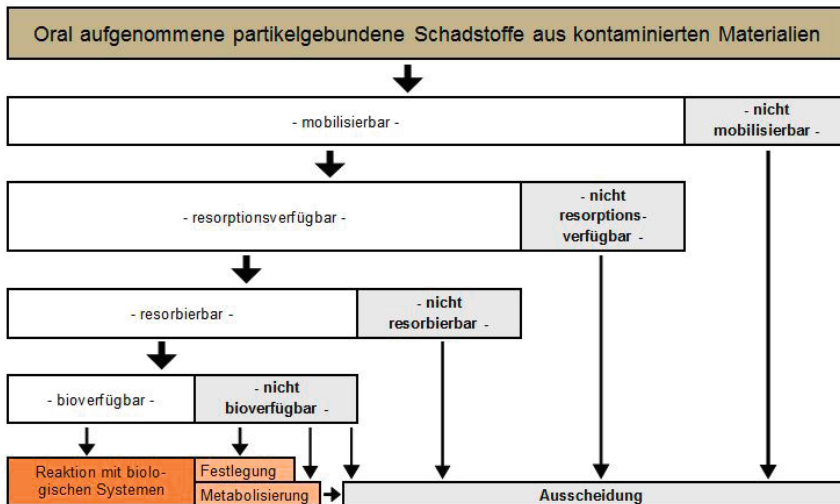 Oral aufgenommene partikelgebundene Schadstoffe aus kontaminierten Materialien
- mobilisierbar -
- nicht
mobilisierbar -
- resorptionsverfügbar -
- nicht
resorptions-
verfügbar -
- resorbierbar -
- nicht
resorbierbar -
- bioverfügbar -
- nicht
bioverfügbar -
Reaktion mit biolo-
gischen Systemen
Festlegung
Metabolisierung
Ausscheidung